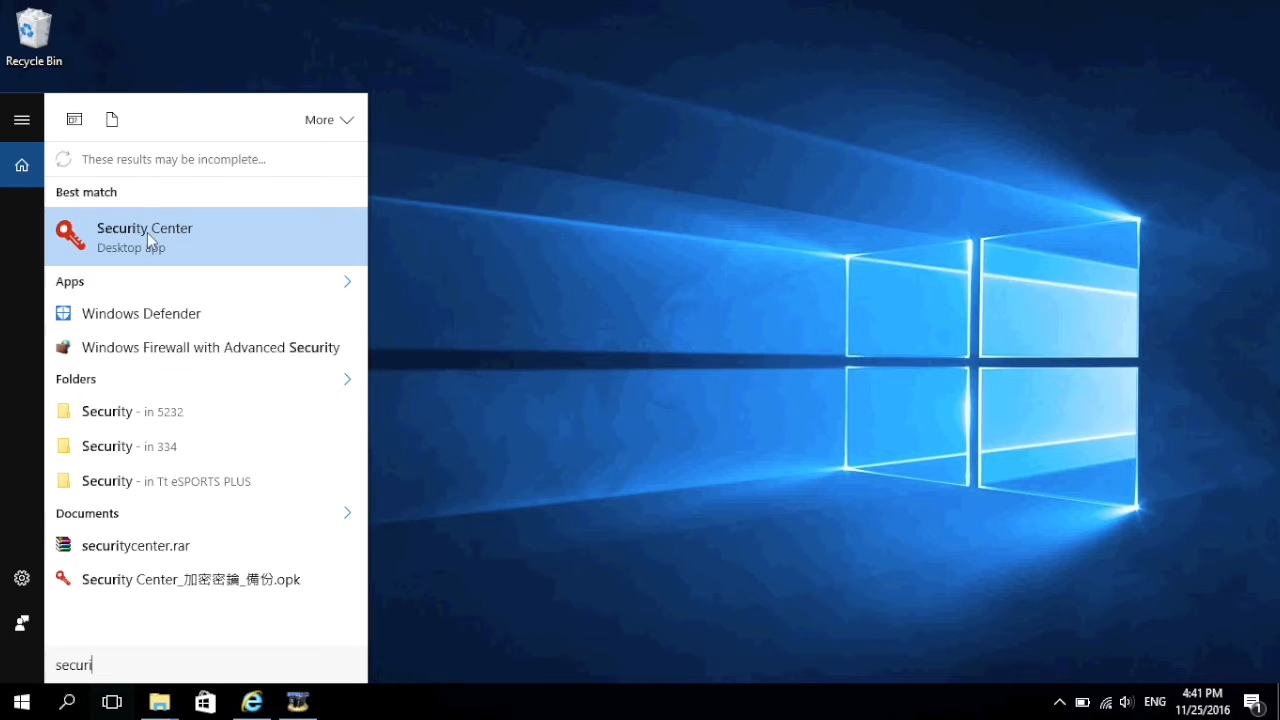 Recycle Bin
More
These results may be incomplete...
Best match
Security Center
Desktop app
Apps
Windows Defender
Windows Firewall with Advanced Security
Folders
Security - in 5232
Security - in 334
Security - in Tt eSPORTS PLUS
Documents
securitycenter.rar
Security Center_加密密鑰_備份.opk
securi
ENG
4:41 PM
11/25/2016
1